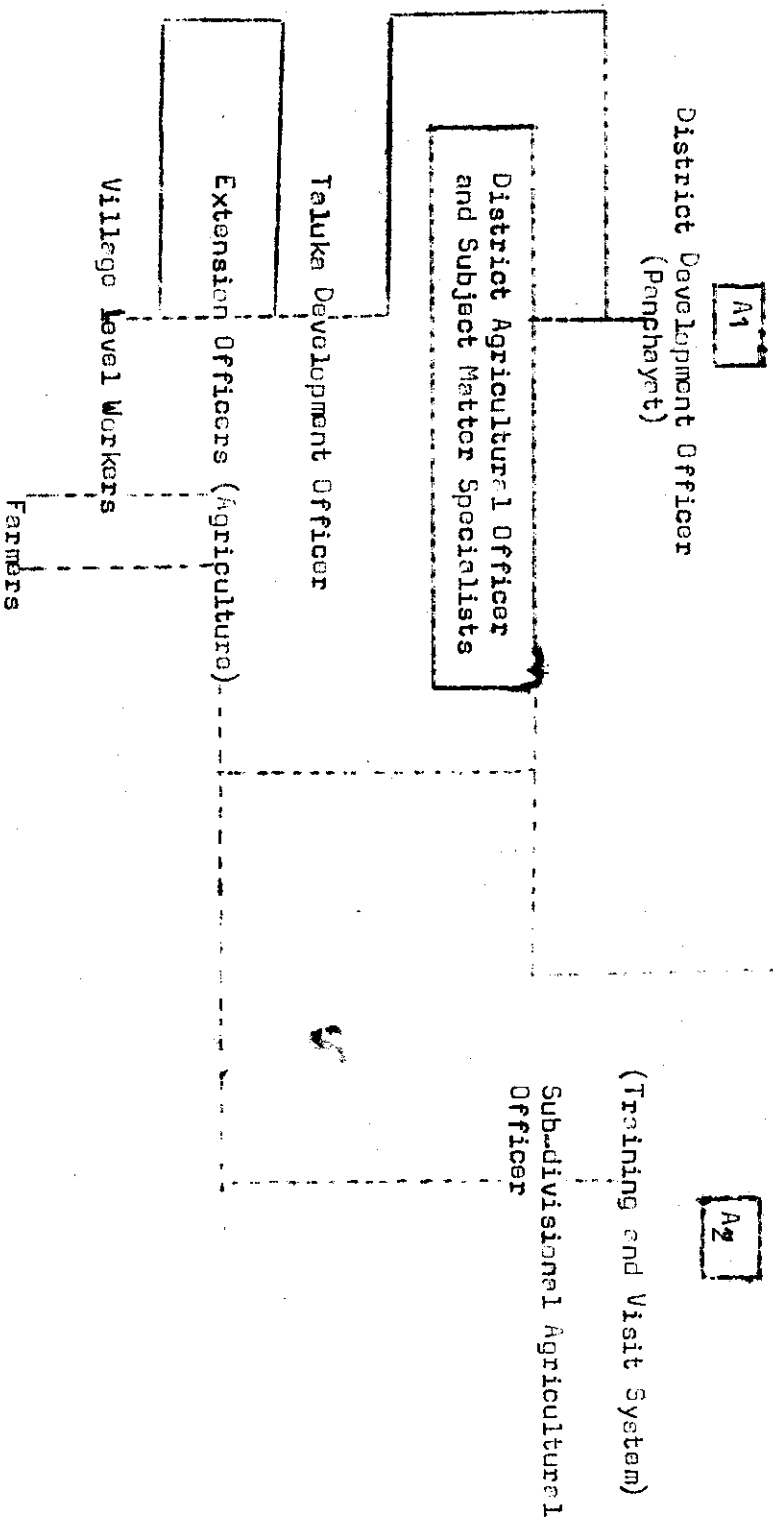 A1
District Development Officer
(Panchayat)
District Agricultural Officer
and Subject Matter Specialists
Taluka Development Officer
Extension Officers (Agriculture)
Village Level Workers
Farmers
A2
(Training and Visit System)
Sub-divisional Agricultural
Officer